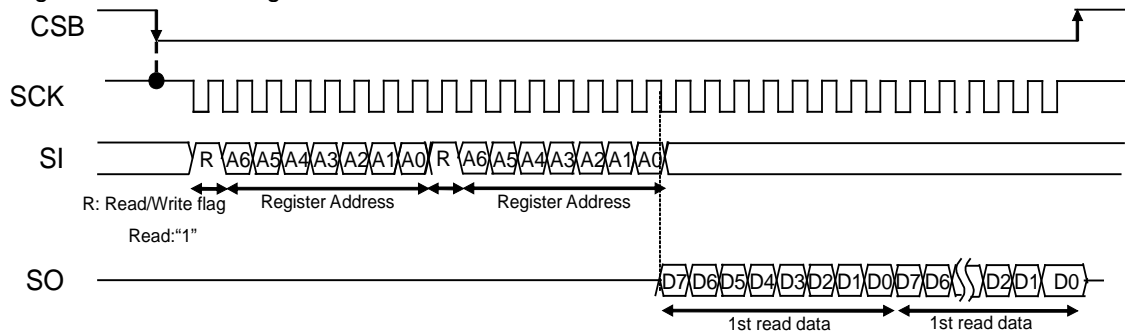 CSB
SCK
SI R A6 A5 A4 A3 A2 A1 A0 R A6 A5 A4 A3 A2 A1 A0
R: Read/Write flag Register Address Register Address
Read:“1”
SO D7 D6 D5 D4 D3 D2 D1 D0 D7 D6 D2 D1 D0
1st read data 1st read data